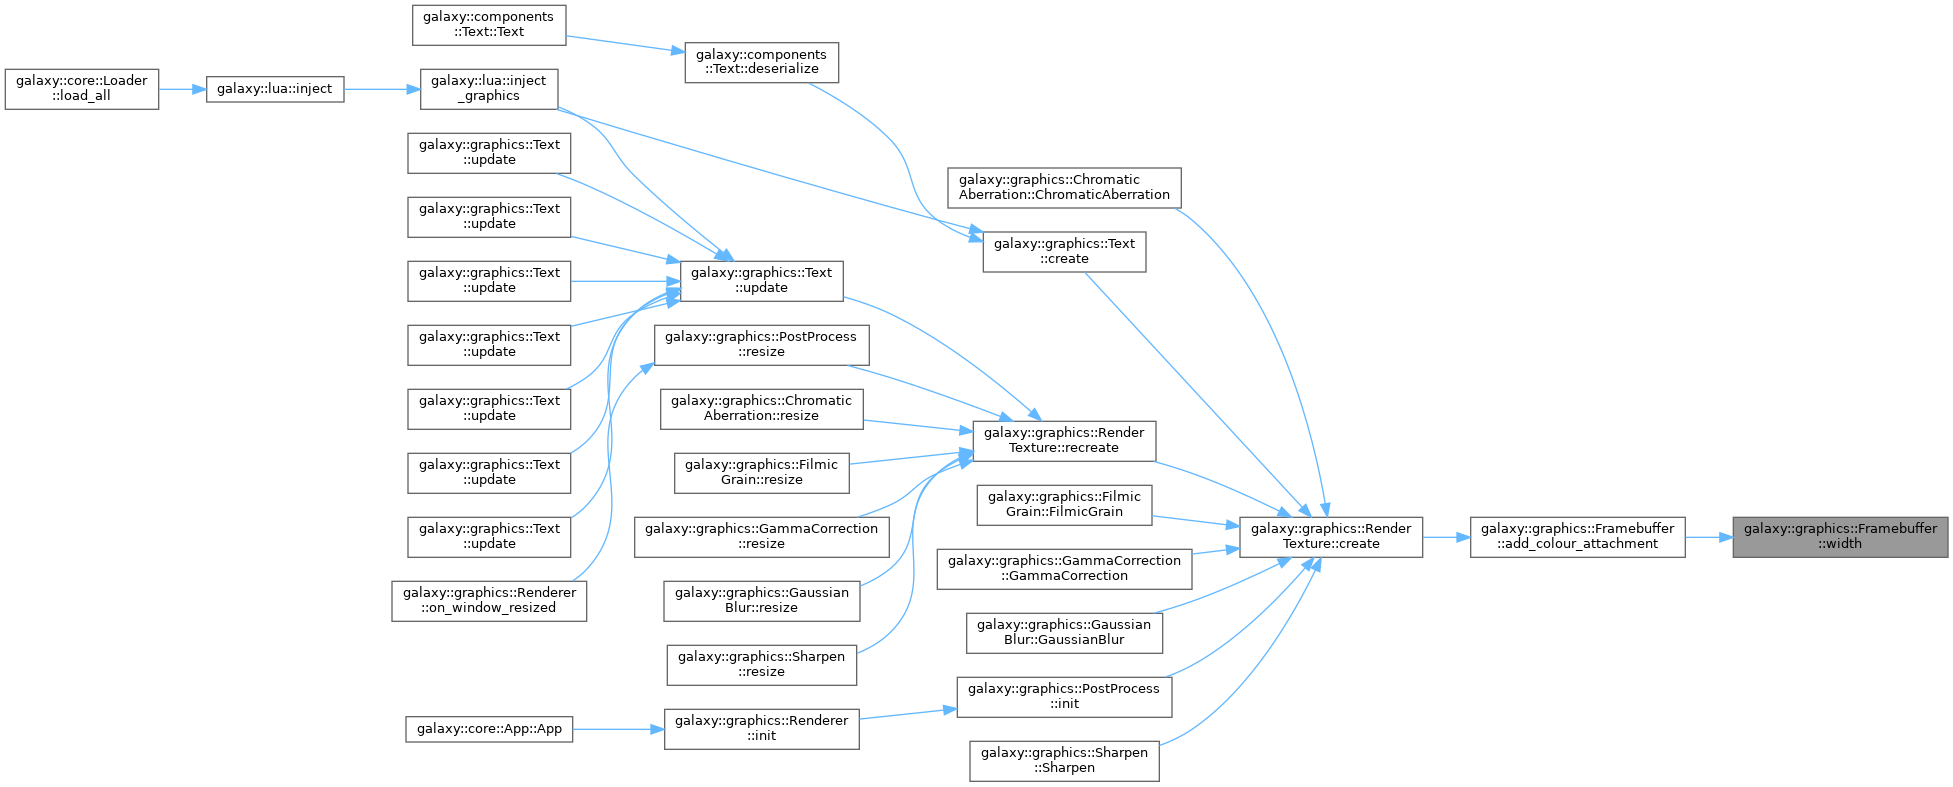 galaxy::components
::Text::Text
galaxy::components
::Text::deserialize
galaxy::core::Loader
::load_all
galaxy::lua::inject
galaxy::lua::inject
_graphics
galaxy::graphics::Text
::update
galaxy::graphics::Chromatic
Aberration::ChromaticAberration
galaxy::graphics::Text
::update
galaxy::graphics::Text
::create
galaxy::graphics::Text
::update
galaxy::graphics::Text
::update
galaxy::graphics::Text
::update
galaxy::graphics::PostProcess
::resize
galaxy::graphics::Text
::update
galaxy::graphics::Chromatic
Aberration::resize
galaxy::graphics::Render
Texture::recreate
galaxy::graphics::Text
::update
galaxy::graphics::Filmic
Grain::resize
galaxy::graphics::Filmic
Grain::FilmicGrain
galaxy::graphics::Text
::update
galaxy::graphics::GammaCorrection
::resize
galaxy::graphics::Render
Texture::create
galaxy::graphics::Framebuffer
::add_colour_attachment
galaxy::graphics::Framebuffer
::width
galaxy::graphics::GammaCorrection
::GammaCorrection
galaxy::graphics::Renderer
::on_window_resized
galaxy::graphics::Gaussian
Blur::resize
galaxy::graphics::Gaussian
Blur::GaussianBlur
galaxy::graphics::Sharpen
::resize
galaxy::graphics::PostProcess
::init
galaxy::core::App::App
galaxy::graphics::Renderer
::init
galaxy::graphics::Sharpen
::Sharpen